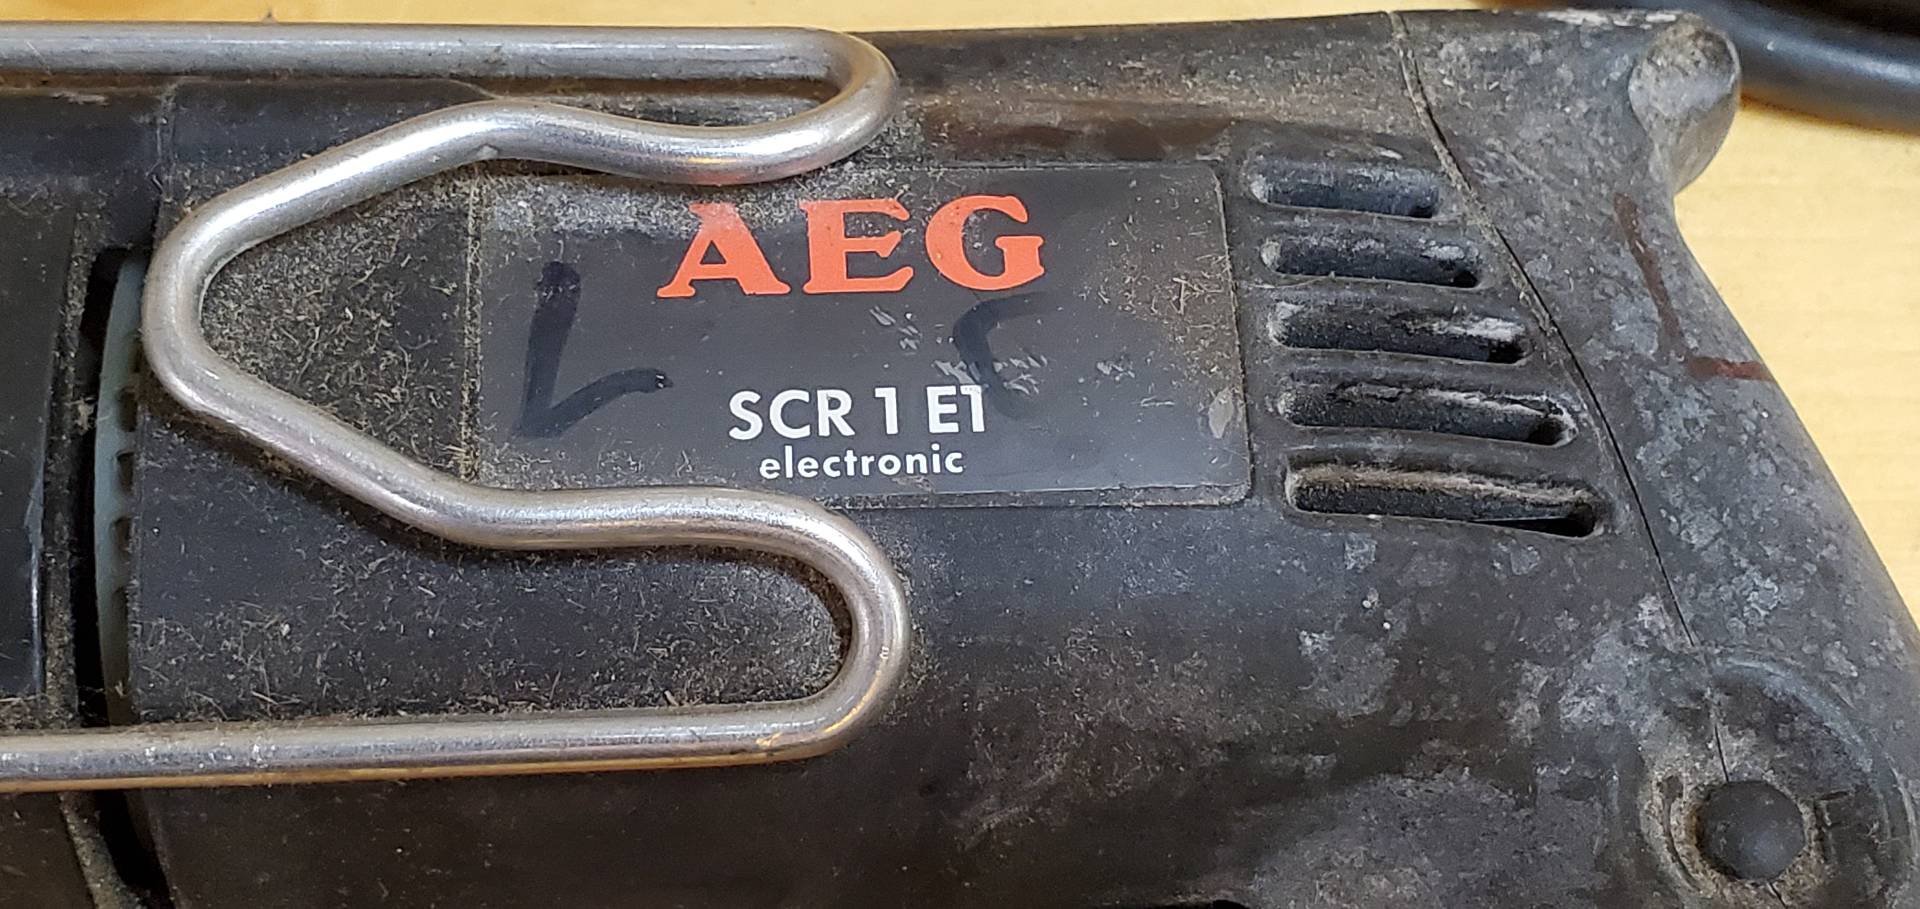 AEG
L C
SCR 1 E1
electronic